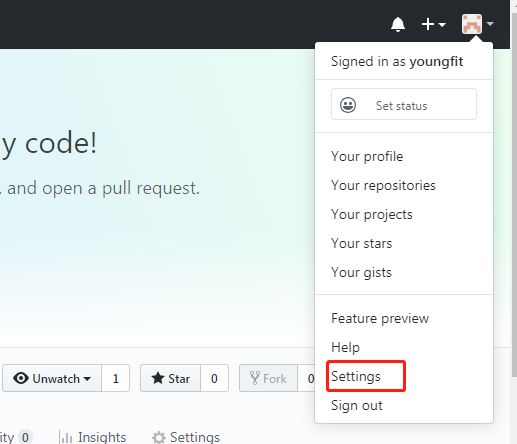 Signed in as youngfit
Set status
y code!
Your profile
, and open a pull request.
Your repositories
Your projects
Your stars
Your gists
Feature preview
Help
Unwatch 1 Star 0 Fork 0
Settings
Sign out
ity 0 Insights Settings